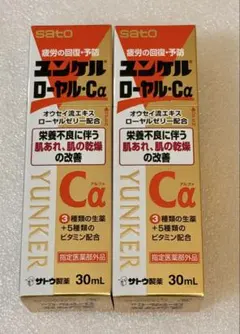 sato
疲労の回復・予防
ユンケル
ローヤル・Cα
オウセイ流エキス
ローヤルゼリー配合
栄養不良に伴う
肌あれ、肌の乾燥
の改善
YUNKER
アルファ
Cα
3種類の生薬
+5種類の
ビタミン配合
指定医薬部外品
サトウ製薬
30mL
sato
疲労の回復・予防
ユンケル
ローヤル・Cα
オウセイ流エキス
ローヤルゼリー配合
栄養不良に伴う
肌あれ、肌の乾燥
の改善
YUNKER
アルファ
Cα
3種類の生薬
+5種類の
ビタミン配合
指定医薬部外品
サトウ製薬
30mL